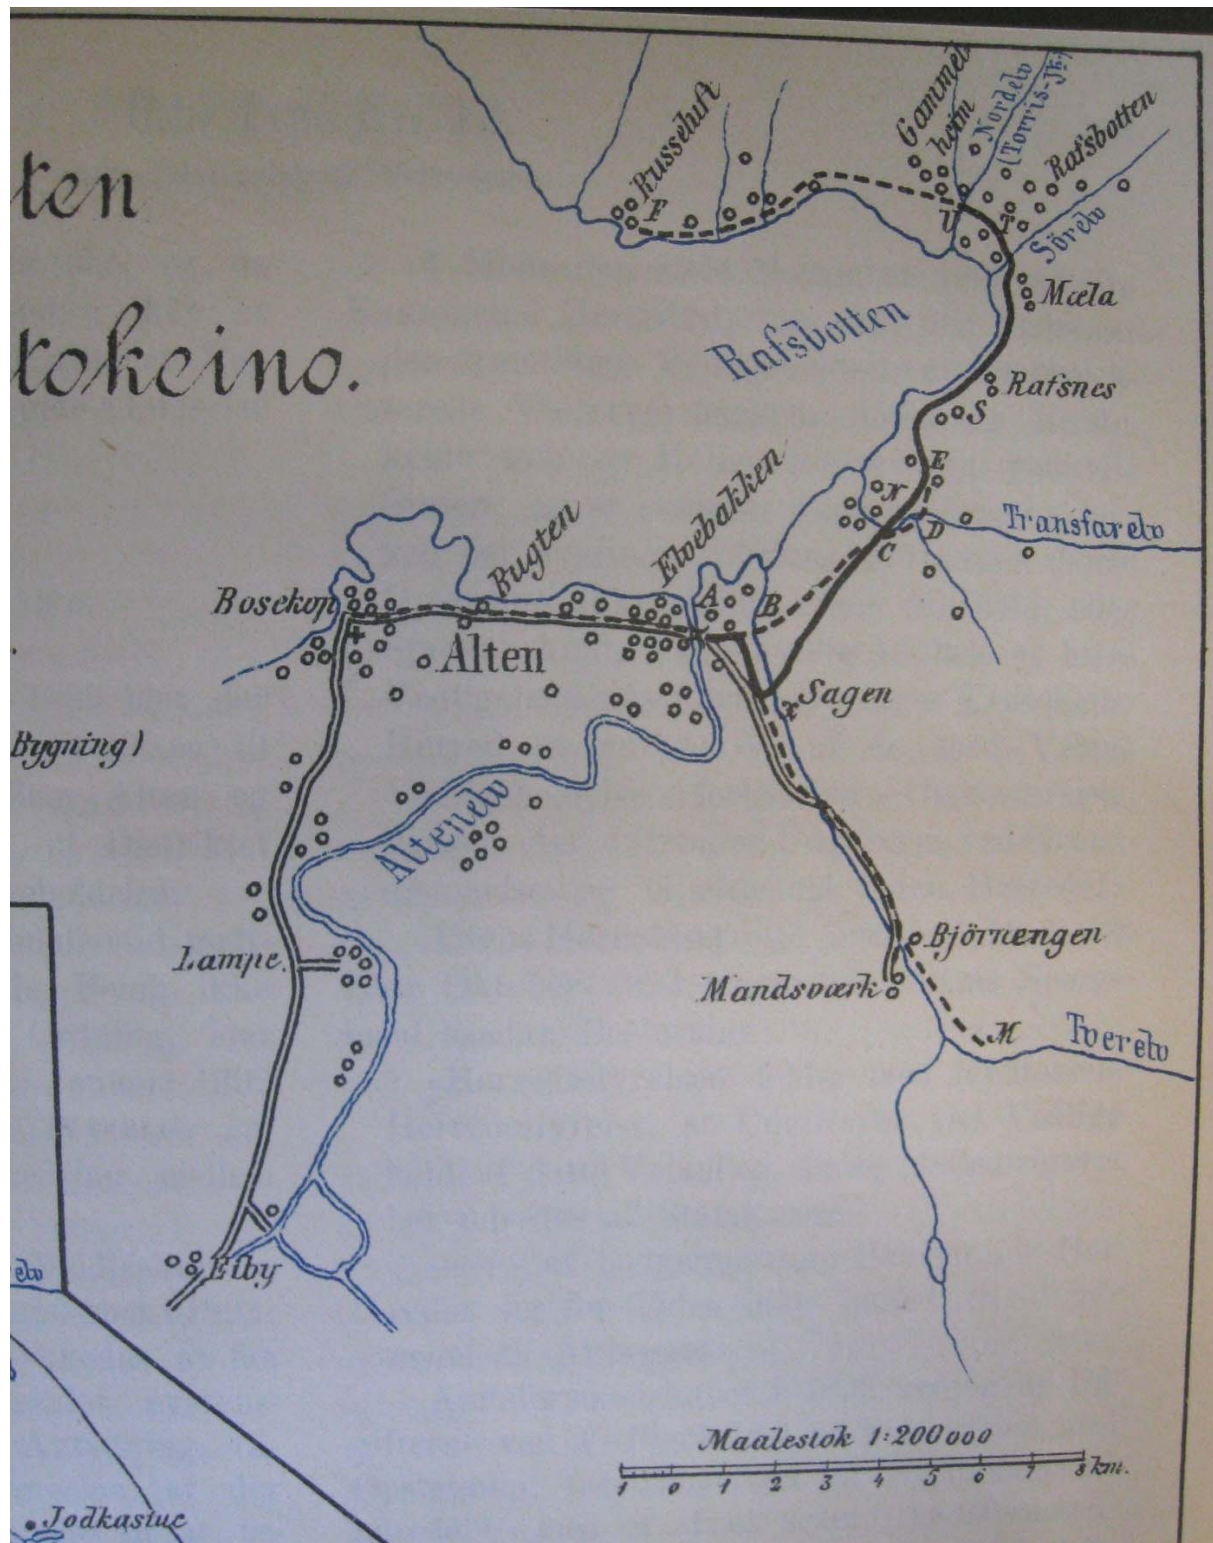 ten
tokeino.
Russeluft
F
Gammel
heim
Nordelv
(Torris-Jk.)
Rafsbotten
U
T
Sörelv
Mæla
Rafsbotten
Rafsnes
S
E
N
Transfarelv
D
C
Elvebakken
Bugten
Bosekop
A
B
Alten
Sagen
x
Bygning)
Altenelv
Björnengen
Lampe.
Mandsværk
M
Tverelv
Eiby
elv
Maalestok 1:200000
1 0 1 2 3 4 5 6 7 8 km.
Jodkastue